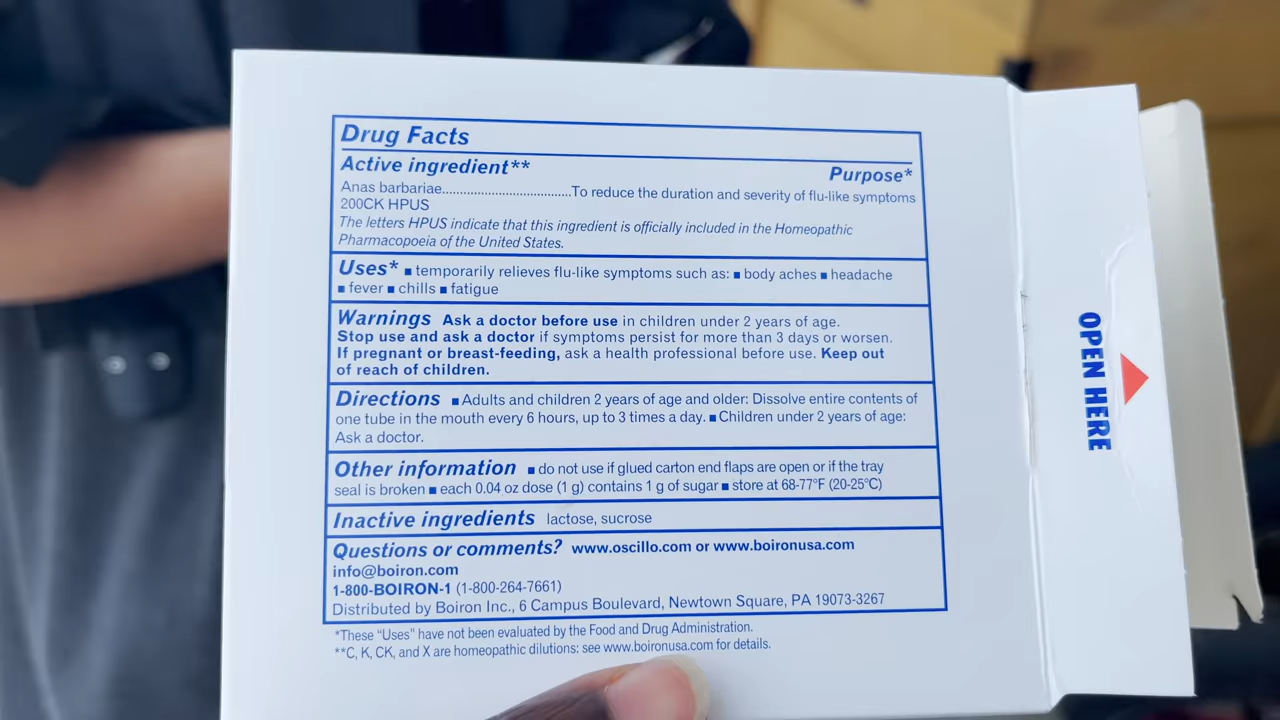 Drug Facts
Active ingredient** Purpose*
Anas barbariae.....................................To reduce the duration and severity of flu-like symptoms
200CK HPUS
The letters HPUS indicate that this ingredient is officially included in the Homeopathic
Pharmacopoeia of the United States.
Uses* ■ temporarily relieves flu-like symptoms such as: ■ body aches ■ headache
■ fever ■ chills ■ fatigue
Warnings Ask a doctor before use in children under 2 years of age.
Stop use and ask a doctor if symptoms persist for more than 3 days or worsen.
If pregnant or breast-feeding, ask a health professional before use. Keep out
of reach of children.
Directions ■ Adults and children 2 years of age and older: Dissolve entire contents of
one tube in the mouth every 6 hours, up to 3 times a day. ■ Children under 2 years of age:
Ask a doctor.
Other information ■ do not use if glued carton end flaps are open or if the tray
seal is broken ■ each 0.04 oz dose (1 g) contains 1 g of sugar ■ store at 68-77°F (20-25°C)
Inactive ingredients lactose, sucrose
Questions or comments? www.oscillo.com or www.boironusa.com
info@boiron.com
1-800-BOIRON-1 (1-800-264-7661)
Distributed by Boiron Inc., 6 Campus Boulevard, Newtown Square, PA 19073-3267
*These “Uses” have not been evaluated by the Food and Drug Administration.
**C, K, CK, and X are homeopathic dilutions: see www.boironusa.com for details.
OPEN HERE